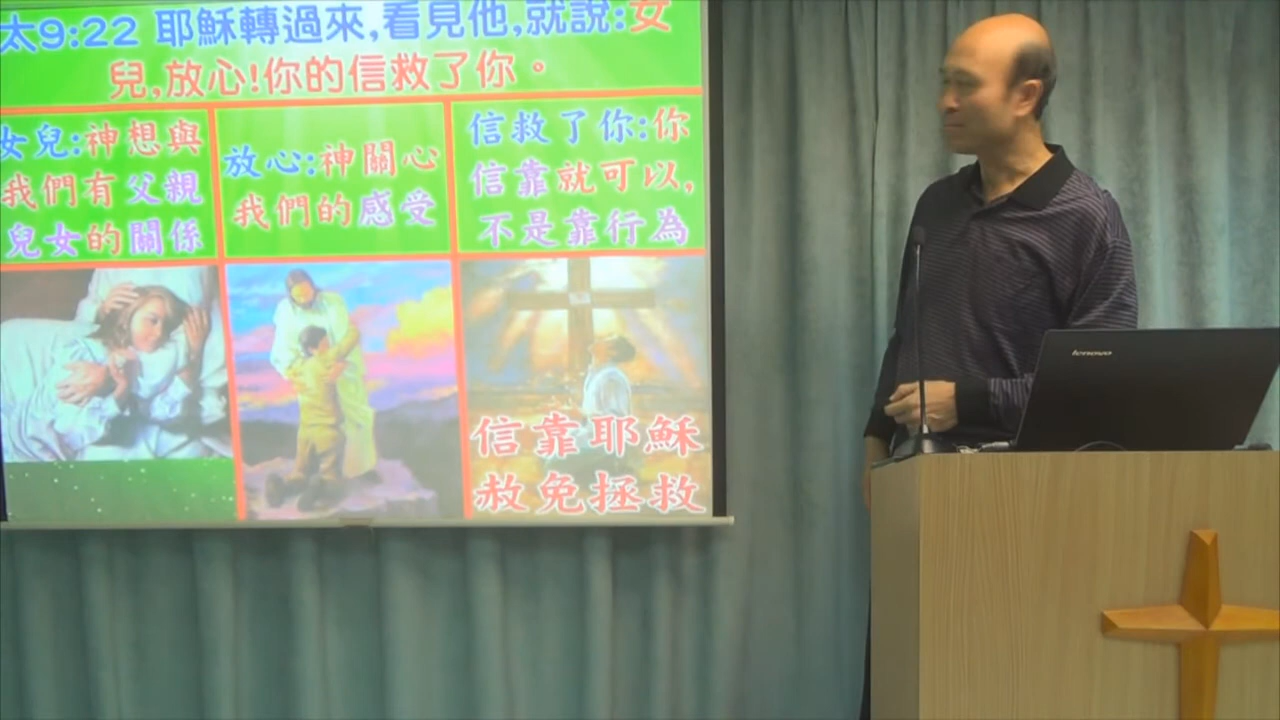 太9:22 耶穌轉過來,看見他,就說:女
兒,放心!你的信救了你。
女兒:神想與
我們有父親
兒女的關係
放心:神關心
我們的感受
信救了你:你
信靠就可以,
不是靠行為
信靠耶穌
赦免拯救
lenovo